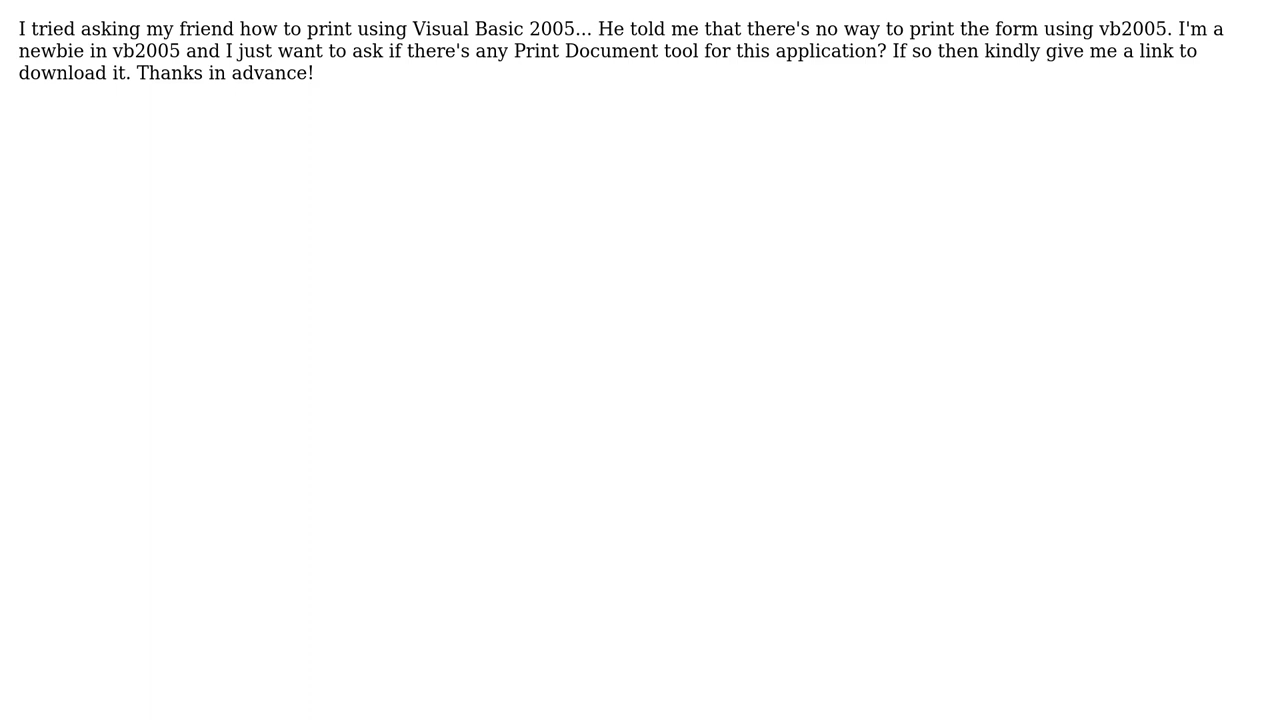 I tried asking my friend how to print using Visual Basic 2005... He told me that there's no way to print the form using vb2005. I'm a
newbie in vb2005 and I just want to ask if there's any Print Document tool for this application? If so then kindly give me a link to
download it. Thanks in advance!